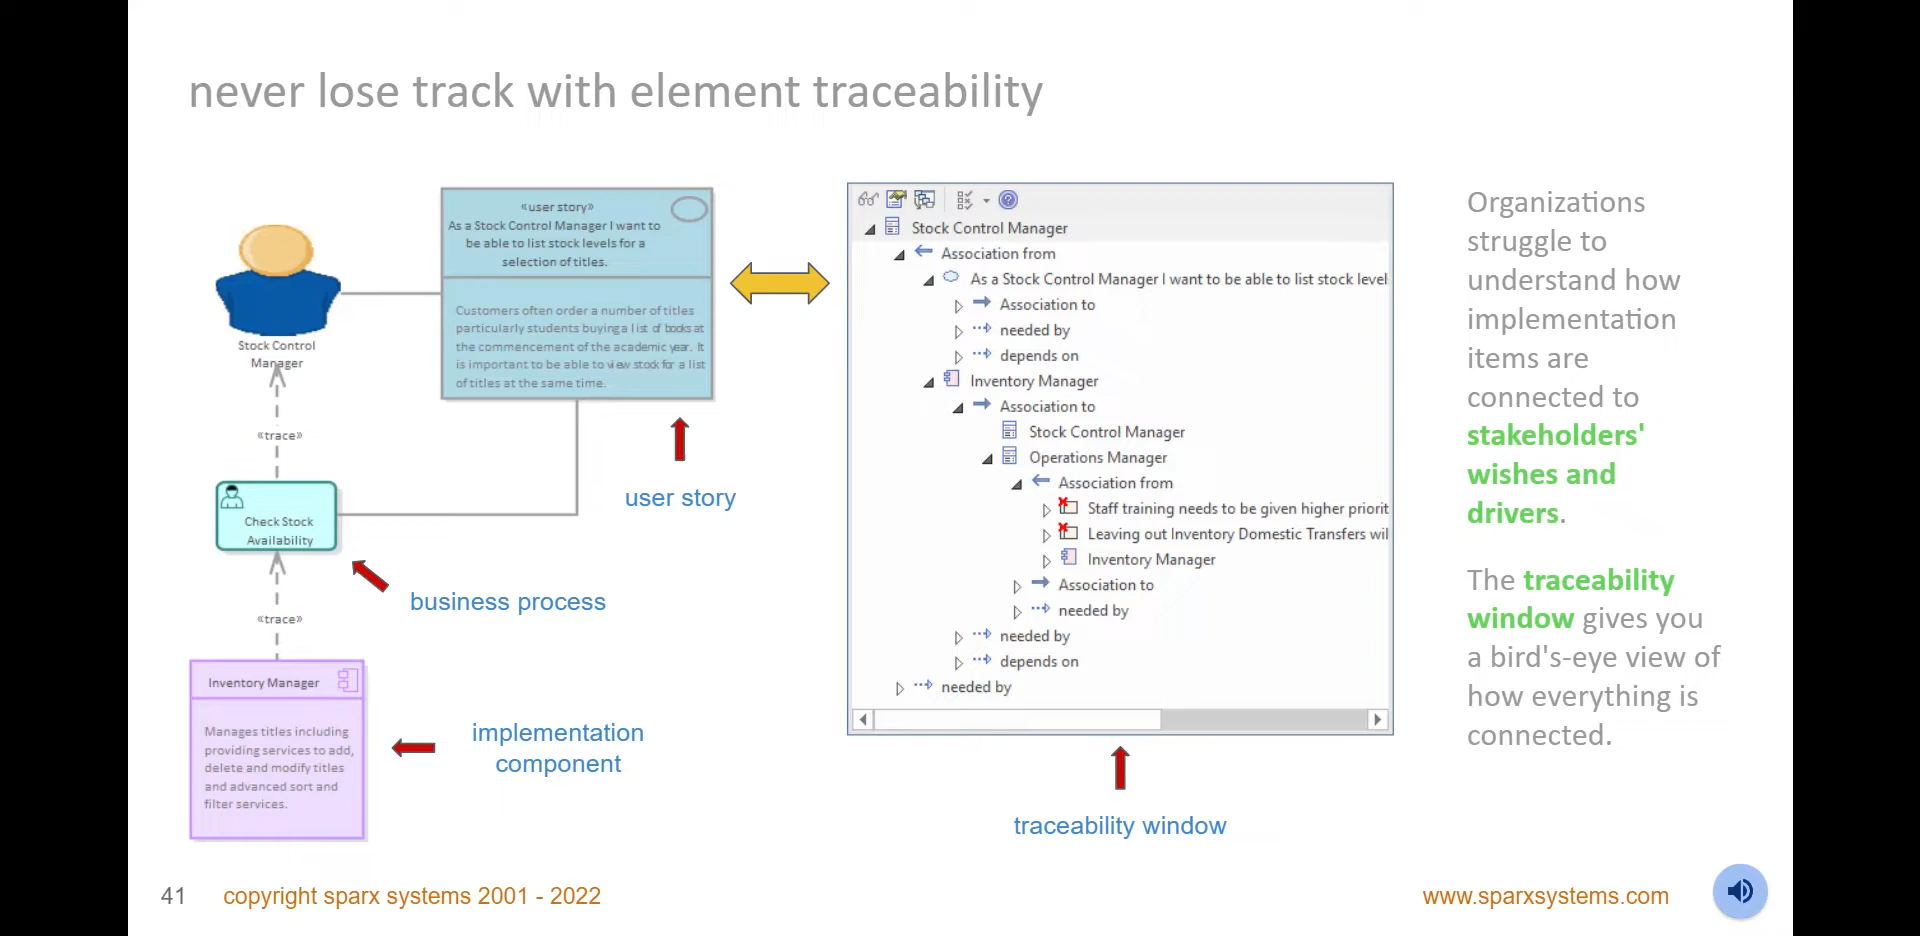 never lose track with element traceability
«user story»
As a Stock Control Manager I want to
be able to list stock levels for a
selection of titles.
Customers often order a number of titles
particularly students buying a list of books at
the commencement of the academic year. It
is important to be able to view stock for a list
of titles at the same time.
Stock Control
Manager
«trace»
user story
Check Stock
Availability
business process
«trace»
Inventory Manager
Manages titles including
providing services to add,
delete and modify titles
and advanced sort and
filter services.
implementation
component
Stock Control Manager
Association from
As a Stock Control Manager I want to be able to list stock level
Association to
needed by
depends on
Inventory Manager
Association to
Stock Control Manager
Operations Manager
Association from
Staff training needs to be given higher priorit
Leaving out Inventory Domestic Transfers wil
Inventory Manager
Association to
needed by
needed by
depends on
needed by
traceability window
Organizations
struggle to
understand how
implementation
items are
connected to
stakeholders'
wishes and
drivers.
The traceability
window gives you
a bird's-eye view of
how everything is
connected.
41 copyright sparx systems 2001 - 2022
www.sparxsystems.com